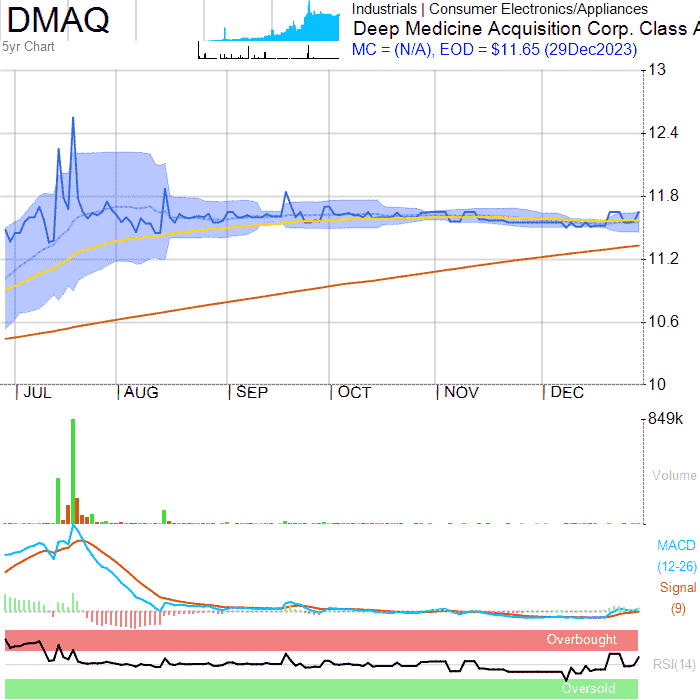 DMAQ
5yr Chart
Industrials | Consumer Electronics/Appliances
Deep Medicine Acquisition Corp. Class A
MC = (N/A), EOD = $11.65 (29Dec2023)
13
12.4
11.8
11.2
10.6
10
JUL AUG SEP OCT NOV DEC
849k
Volume
MACD
(12-26)
Signal
(9)
Overbought
RSI(14)
Oversold